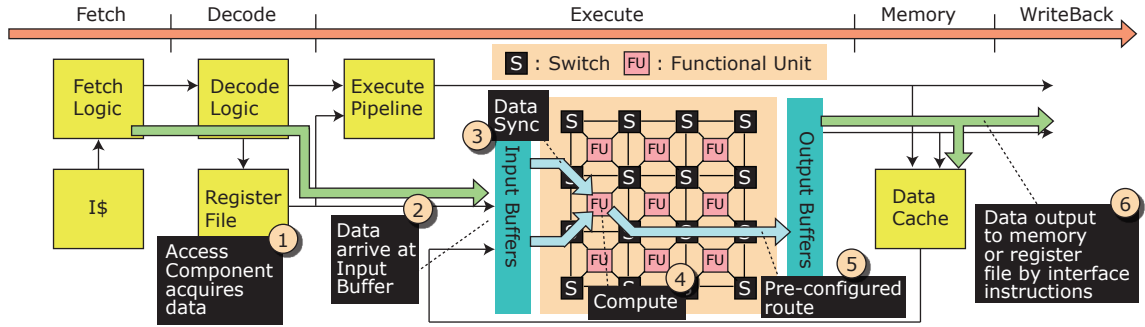 Fetch
Decode
Execute
Memory
WriteBack
S : Switch FU : Functional Unit
Fetch
Logic
Decode
Logic
Execute
Pipeline
I$
Register
File
1
Access
Component
acquires
data
2
Data
arrive at
Input
Buffer
3
Data
Sync
Input Buffers
S S S S
FU FU FU
S S S S
FU FU FU
S S S S
FU FU FU
S S S S
4
Compute
Output Buffers
5
Pre-configured
route
Data
Cache
6
Data output
to memory
or register
file by interface
instructions